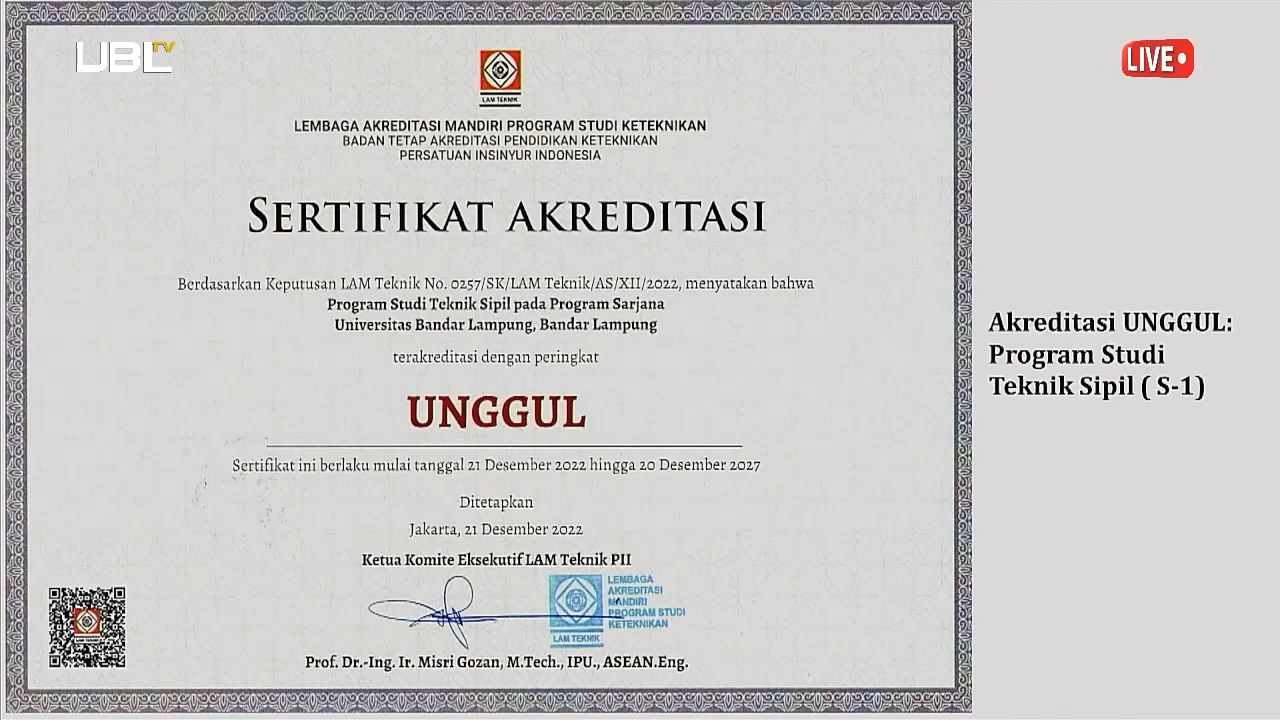 UBL TV
LIVE
LAM TEKNIK
LEMBAGA AKREDITASI MANDIRI PROGRAM STUDI KETEKNIKAN
BADAN TETAP AKREDITASI PENDIDIKAN KETEKNIKAN
PERSATUAN INSINYUR INDONESIA
SERTIFIKAT AKREDITASI
Berdasarkan Keputusan LAM Teknik No. 0257/SK/LAM Teknik/AS/XII/2022, menyatakan bahwa
Program Studi Teknik Sipil pada Program Sarjana
Universitas Bandar Lampung, Bandar Lampung
terakreditasi dengan peringkat
UNGGUL
Sertifikat ini berlaku mulai tanggal 21 Desember 2022 hingga 20 Desember 2027
Ditetapkan
Jakarta, 21 Desember 2022
Ketua Komite Eksekutif LAM Teknik PII
LEMBAGA
AKREDITASI
MANDIRI
PROGRAM STUDI
KETEKNIKAN
LAM TEKNIK
LAM TEKNIK
Prof. Dr.-Ing. Ir. Misri Gozan, M.Tech., IPU., ASEAN.Eng.
Akreditasi UNGGUL:
Program Studi
Teknik Sipil ( S-1)